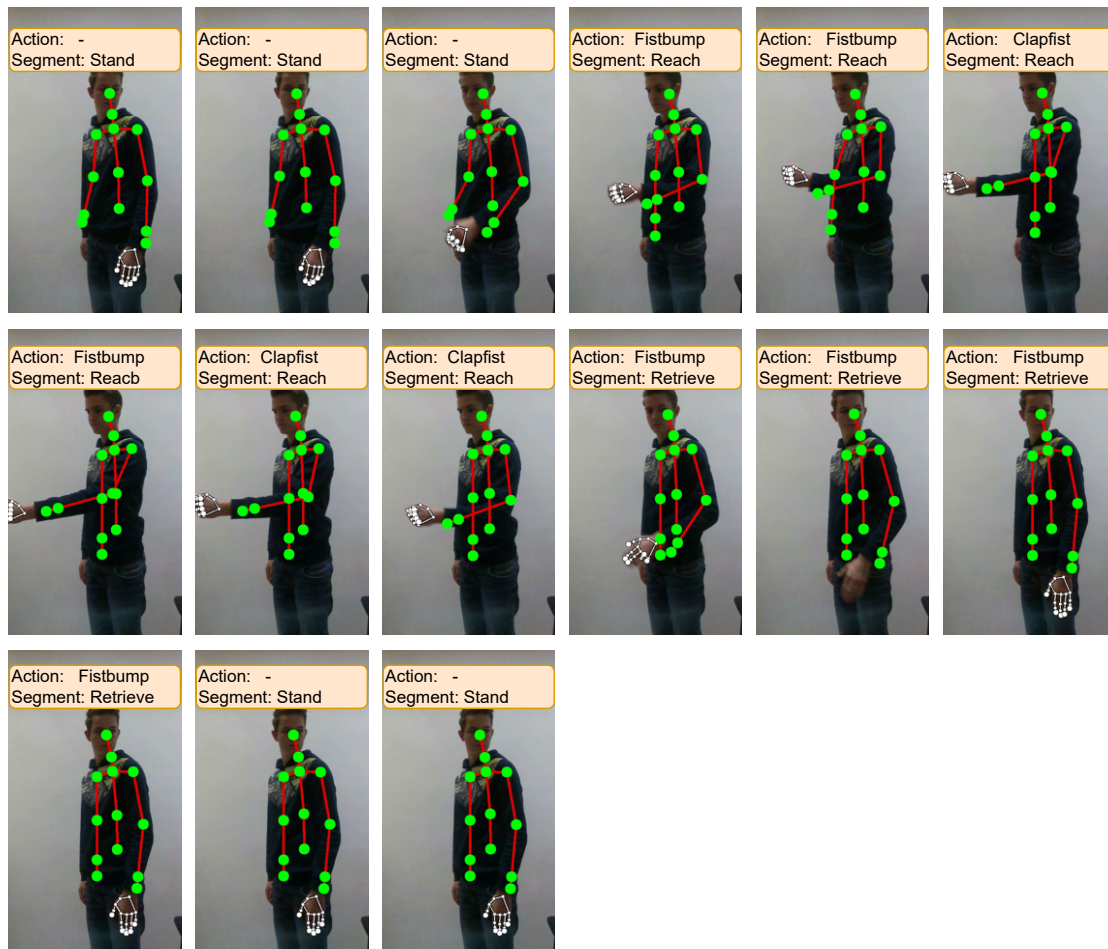 Action: -
Segment: Stand
Action: -
Segment: Stand
Action: -
Segment: Stand
Action: Fistbump
Segment: Reach
Action: Fistbump
Segment: Reach
Action: Clapfist
Segment: Reach
Action: Fistbump
Segment: Reacb
Action: Clapfist
Segment: Reach
Action: Clapfist
Segment: Reach
Action: Fistbump
Segment: Retrieve
Action: Fistbump
Segment: Retrieve
Action: Fistbump
Segment: Retrieve
Action: Fistbump
Segment: Retrieve
Action: -
Segment: Stand
Action: -
Segment: Stand